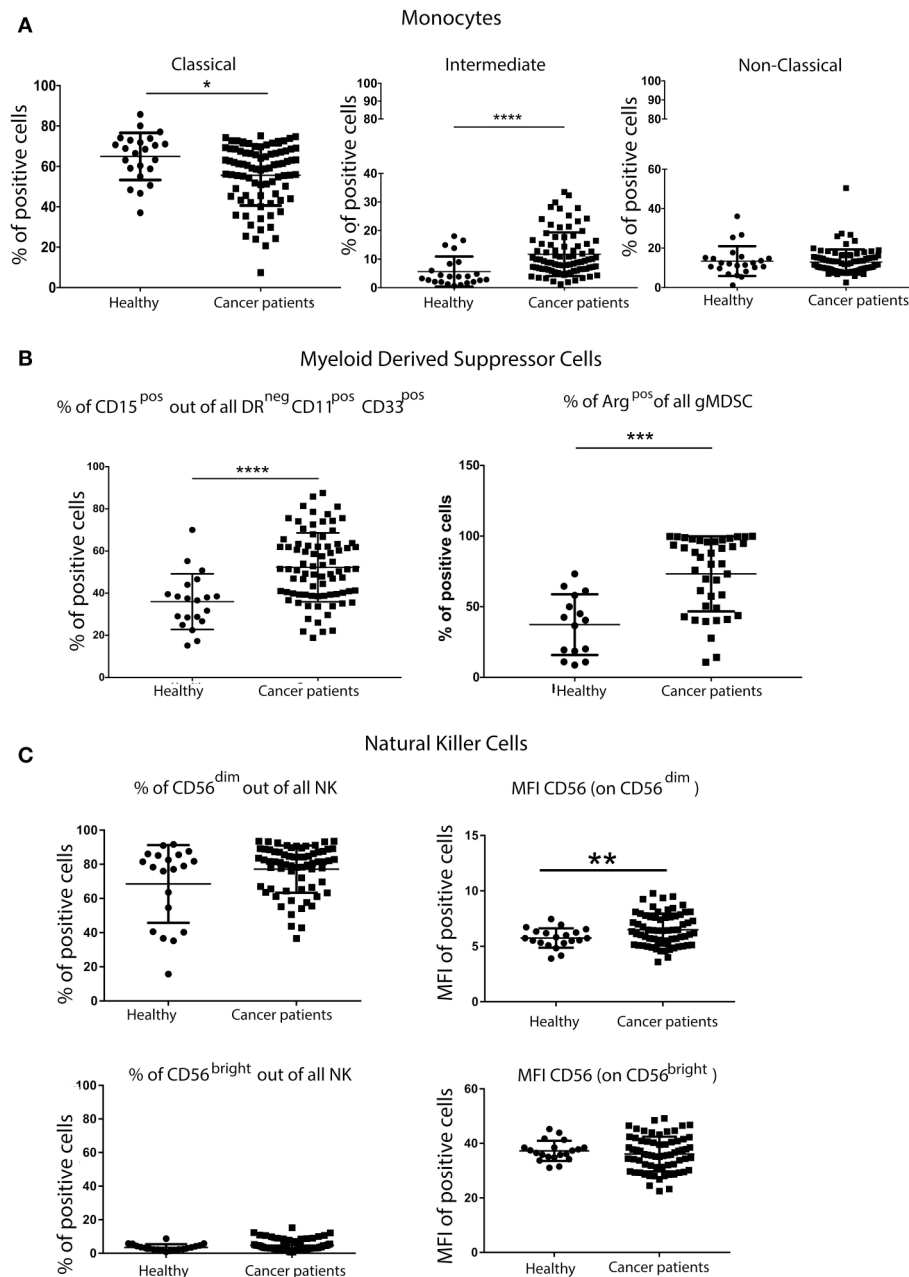 A
Monocytes
Classical
Intermediate
Non-Classical
% of positive cells
100
80
60
40
20
0
*
Healthy
Cancer patients
% of positive cells
100
90
80
40
30
20
10
0
****
Healthy
Cancer patients
% of positive cells
100
90
80
60
40
20
0
Healthy
Cancer patients
B
Myeloid Derived Suppressor Cells
% of CD15pos out of all DRneg CD11pos CD33pos
% of Argpos of all gMDSC
% of positive cells
100
80
60
40
20
0
****
Healthy
Cancer patients
% of positive cells
150
100
50
0
***
Healthy
Cancer patients
C
Natural Killer Cells
% of CD56dim out of all NK
MFI CD56 (on CD56dim)
% of positive cells
100
80
60
40
20
0
Healthy
Cancer patients
MFI of positive cells
15
10
5
0
**
Healthy
Cancer patients
% of CD56bright out of all NK
MFI CD56 (on CD56bright)
% of positive cells
100
80
60
40
20
0
Healthy
Cancer patients
MFI of positive cells
60
40
20
0
Healthy
Cancer patients